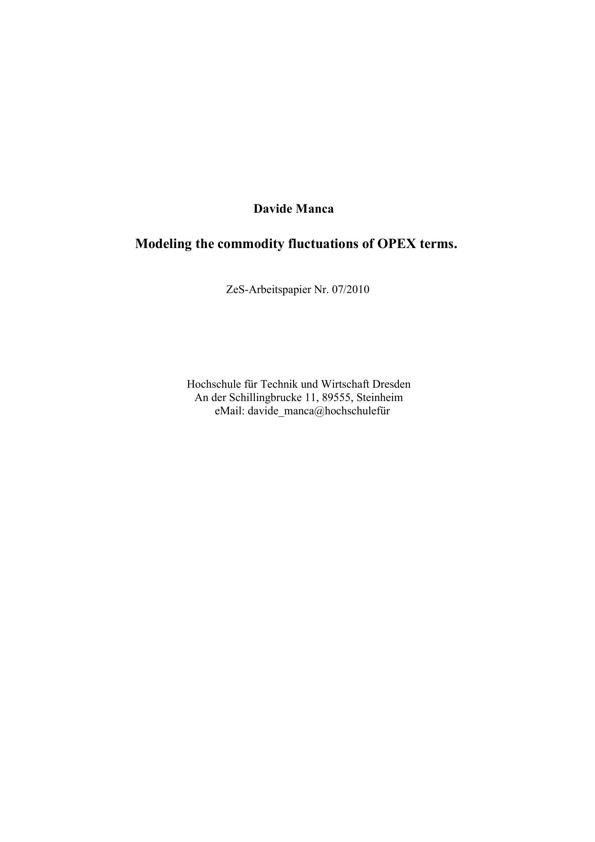 Davide Manca
Modeling the commodity fluctuations of OPEX terms.
ZeS-Arbeitspapier Nr. 07/2010
Hochschule für Technik und Wirtschaft Dresden
An der Schillingbrucke 11, 89555, Steinheim
eMail: davide_manca@hochschulefür